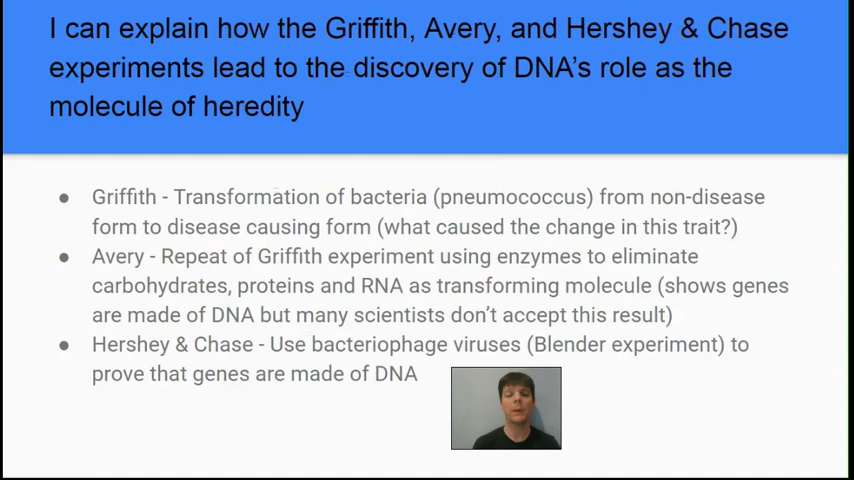 I can explain how the Griffith, Avery, and Hershey & Chase
experiments lead to the discovery of DNA's role as the
molecule of heredity
● Griffith - Transformation of bacteria (pneumococcus) from non-disease
form to disease causing form (what caused the change in this trait?)
● Avery - Repeat of Griffith experiment using enzymes to eliminate
carbohydrates, proteins and RNA as transforming molecule (shows genes
are made of DNA but many scientists don't accept this result)
● Hershey & Chase - Use bacteriophage viruses (Blender experiment) to
prove that genes are made of DNA